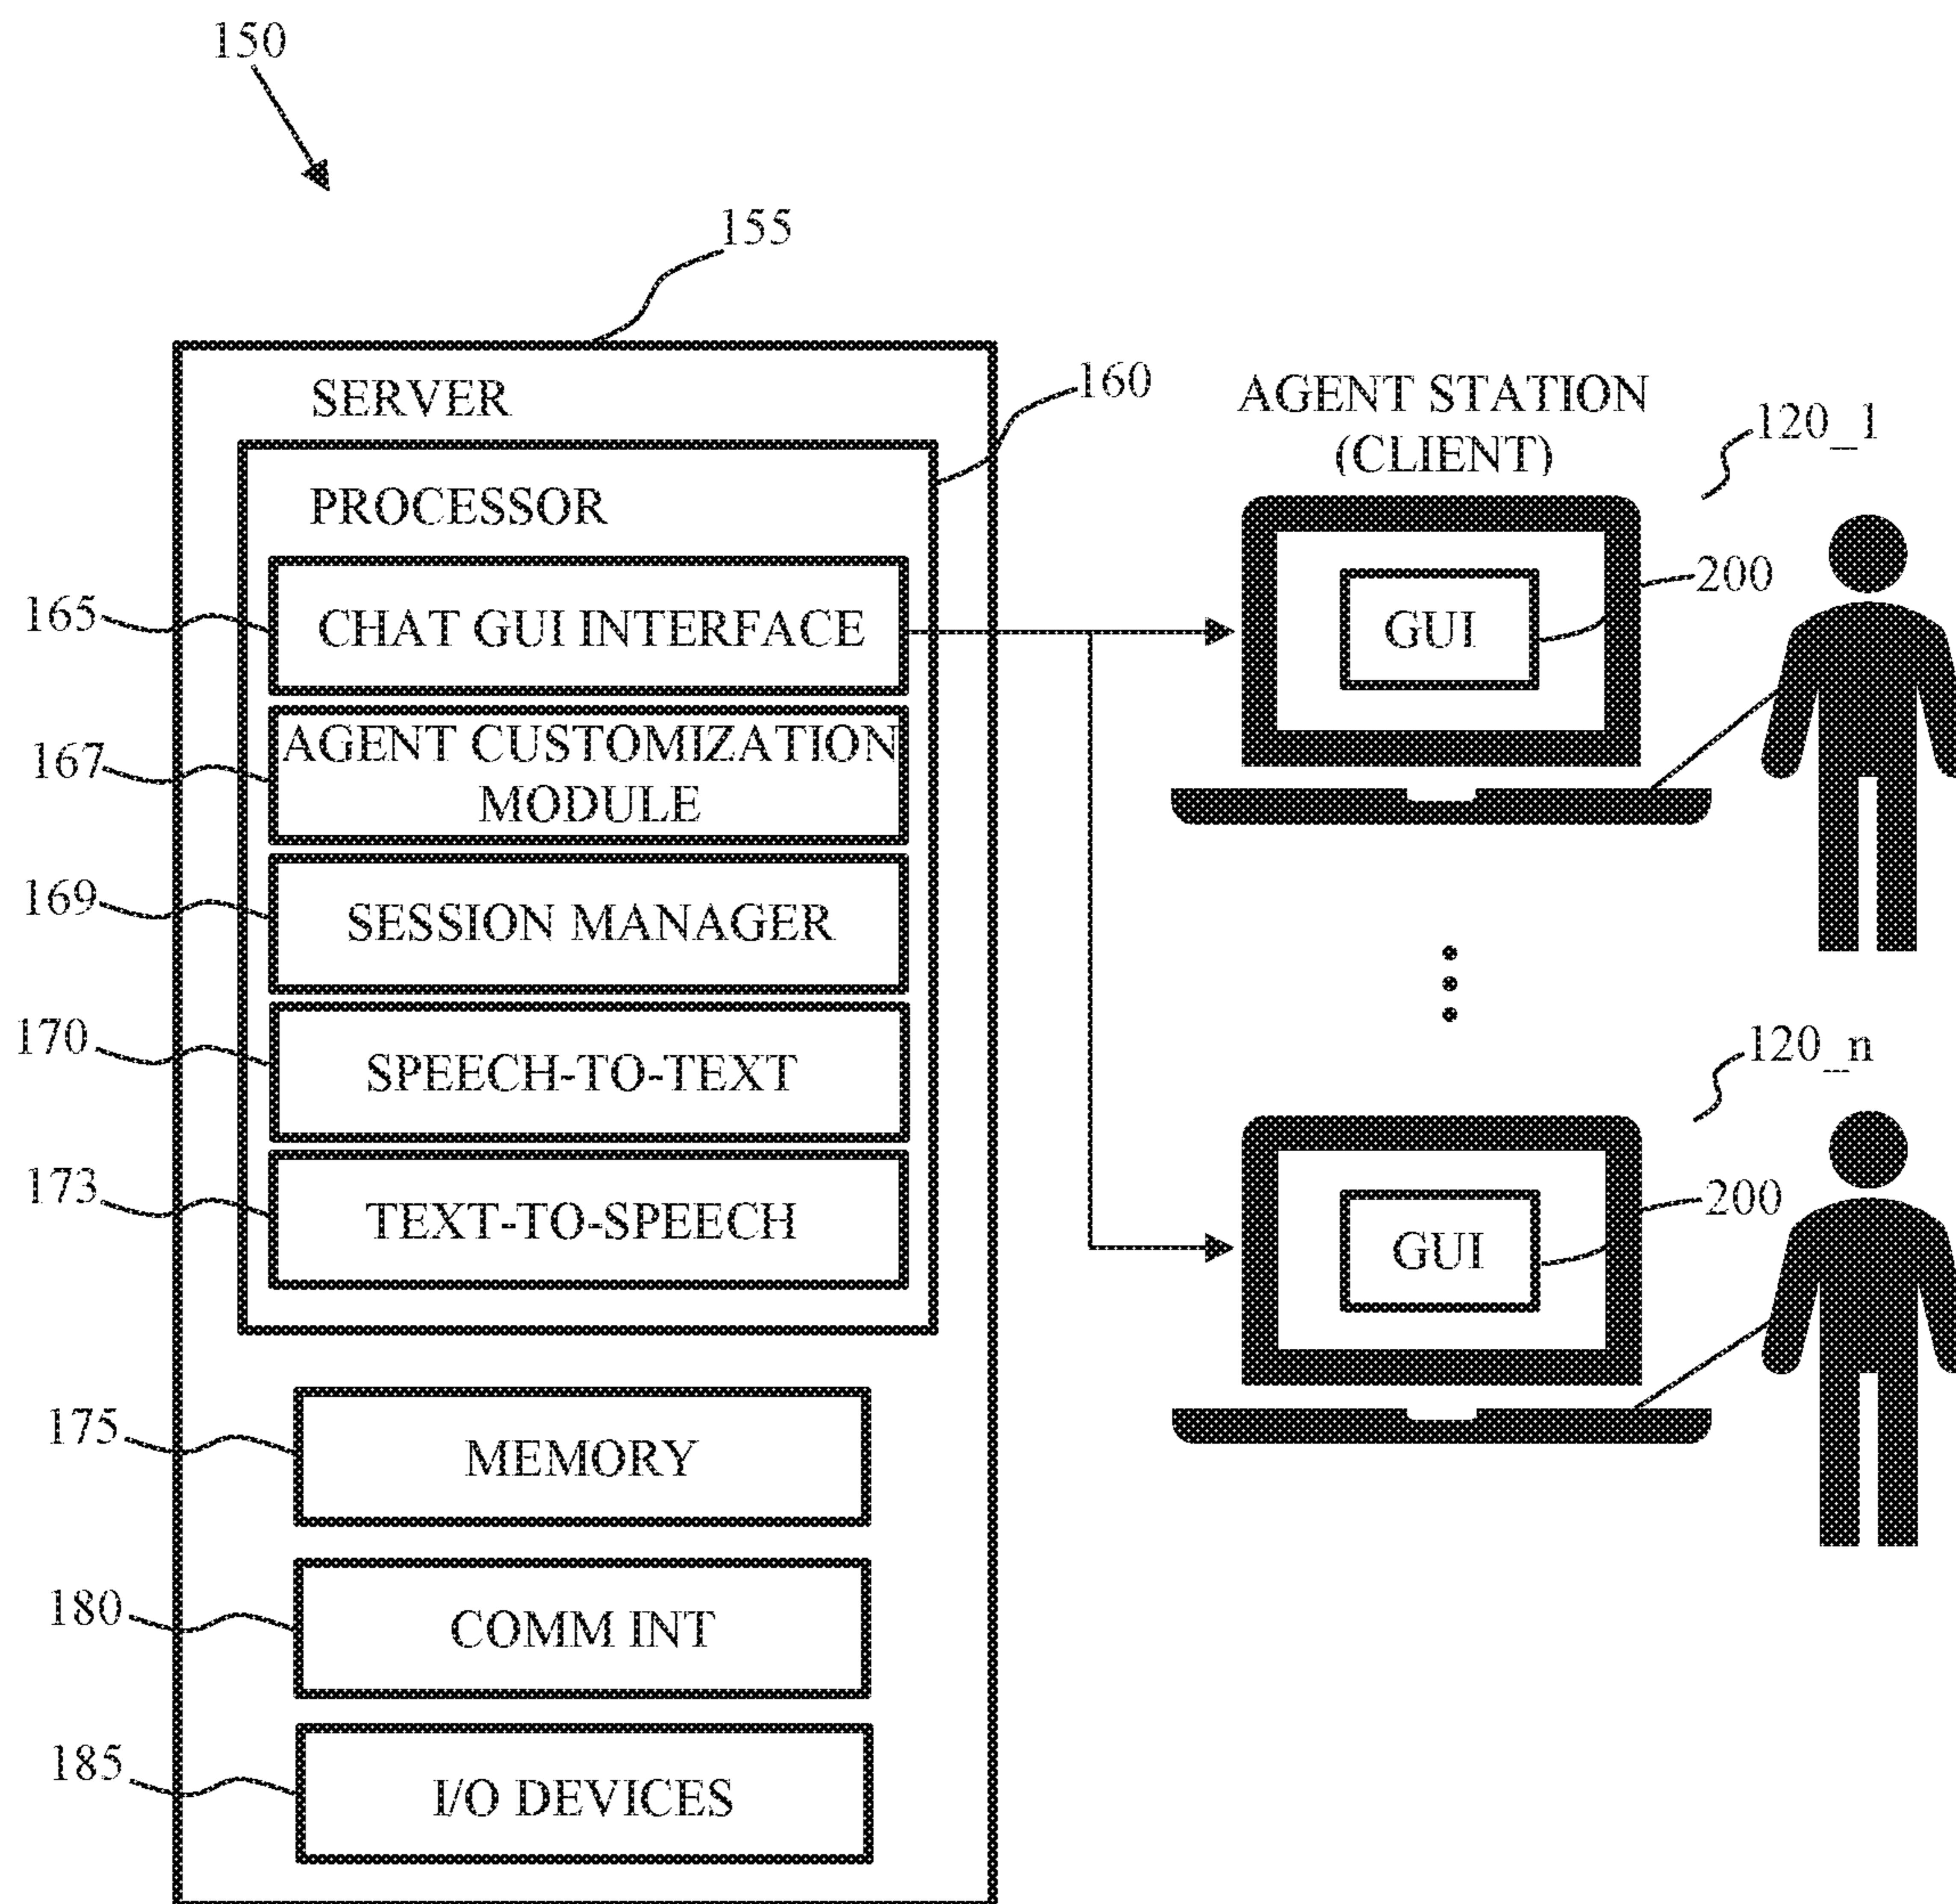 150
155
SERVER
160
AGENT STATION
(CLIENT)
120_1
PROCESSOR
165
CHAT GUI INTERFACE
GUI
200
167
AGENT CUSTOMIZATION
MODULE
169
SESSION MANAGER
170
SPEECH-TO-TEXT
120_n
173
TEXT-TO-SPEECH
GUI
200
175
MEMORY
180
COMM INT
185
I/O DEVICES